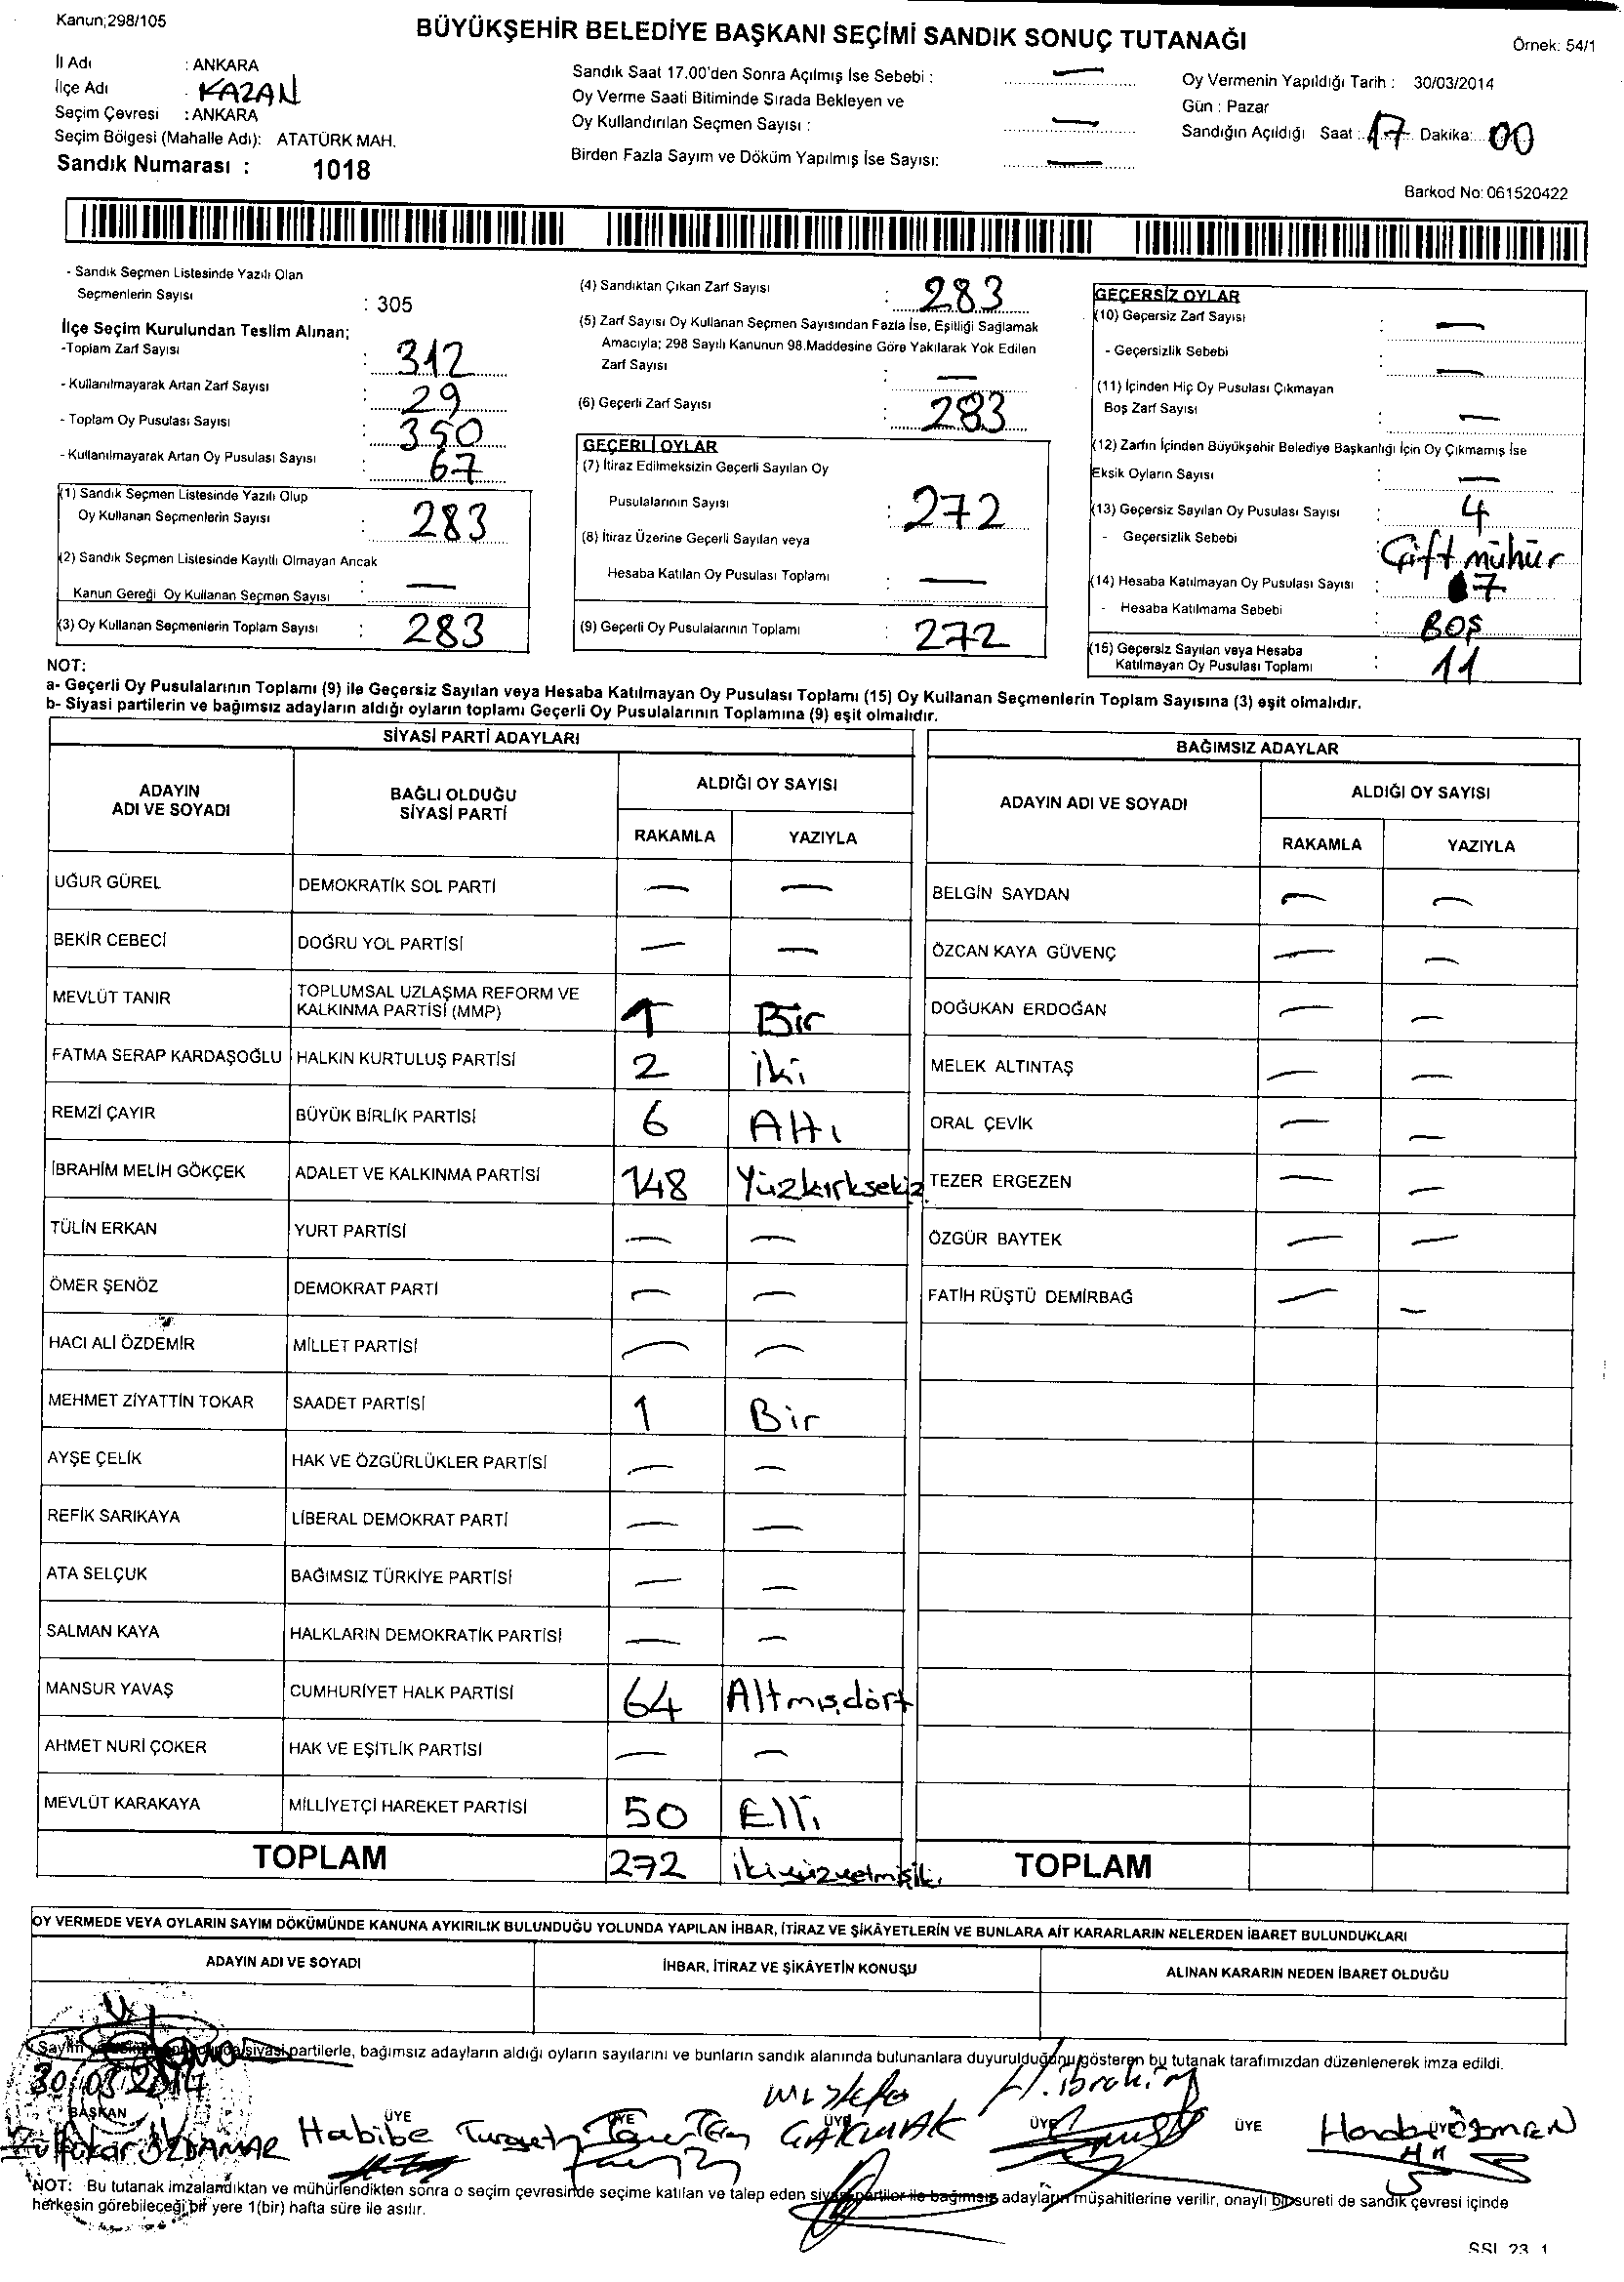 Kanun;298/105
BÜYÜKŞEHİR BELEDİYE BAŞKANI SEÇİMİ SANDIK SONUÇ TUTANAĞI
Örnek: 54/1
İl Adı : ANKARA
İlçe Adı : KAZAN
Seçim Çevresi : ANKARA
Seçim Bölgesi (Mahalle Adı): ATATÜRK MAH.
Sandık Numarası : 1018
Sandık Saat 17.00'den Sonra Açılmış İse Sebebi : —
Oy Verme Saati Bitiminde Sırada Bekleyen ve
Oy Kullandırılan Seçmen Sayısı : —
Birden Fazla Sayım ve Döküm Yapılmış İse Sayısı: —
Oy Vermenin Yapıldığı Tarih : 30/03/2014
Gün : Pazar
Sandığın Açıldığı Saat : 17 Dakika: 00
Barkod No: 061520422
- Sandık Seçmen Listesinde Yazılı Olan
Seçmenlerin Sayısı : 305
İlçe Seçim Kurulundan Teslim Alınan;
-Toplam Zarf Sayısı : 312
- Kullanılmayarak Artan Zarf Sayısı : 29
- Toplam Oy Pusulası Sayısı : 350
- Kullanılmayarak Artan Oy Pusulası Sayısı : 67
(1) Sandık Seçmen Listesinde Yazılı Olup
Oy Kullanan Seçmenlerin Sayısı : 283
(2) Sandık Seçmen Listesinde Kayıtlı Olmayan Ancak
Kanun Gereği Oy Kullanan Seçmen Sayısı : —
(3) Oy Kullanan Seçmenlerin Toplam Sayısı : 283
(4) Sandıktan Çıkan Zarf Sayısı : 283
(5) Zarf Sayısı Oy Kullanan Seçmen Sayısından Fazla İse, Eşitliği Sağlamak
Amacıyla; 298 Sayılı Kanunun 98.Maddesine Göre Yakılarak Yok Edilen
Zarf Sayısı : —
(6) Geçerli Zarf Sayısı : 283
GEÇERLİ OYLAR
(7) İtiraz Edilmeksizin Geçerli Sayılan Oy
Pusulalarının Sayısı : 272
(8) İtiraz Üzerine Geçerli Sayılan veya
Hesaba Katılan Oy Pusulası Toplamı : —
(9) Geçerli Oy Pusulalarının Toplamı : 272
GEÇERSİZ OYLAR
(10) Geçersiz Zarf Sayısı : —
- Geçersizlik Sebebi : —
(11) İçinden Hiç Oy Pusulası Çıkmayan
Boş Zarf Sayısı : —
(12) Zarfın İçinden Büyükşehir Belediye Başkanlığı İçin Oy Çıkmamış İse
Eksik Oyların Sayısı : —
(13) Geçersiz Sayılan Oy Pusulası Sayısı : 4
- Geçersizlik Sebebi : Çift mühür
(14) Hesaba Katılmayan Oy Pusulası Sayısı : 7
- Hesaba Katılmama Sebebi : BOŞ
(15) Geçersiz Sayılan veya Hesaba
Katılmayan Oy Pusulası Toplamı : 11
NOT:
a- Geçerli Oy Pusulalarının Toplamı (9) ile Geçersiz Sayılan veya Hesaba Katılmayan Oy Pusulası Toplamı (15) Oy Kullanan Seçmenlerin Toplam Sayısına (3) eşit olmalıdır.
b- Siyasi partilerin ve bağımsız adayların aldığı oyların toplamı Geçerli Oy Pusulalarının Toplamına (9) eşit olmalıdır.
SİYASİ PARTİ ADAYLARI
ADAYIN ADI VE SOYADI | BAĞLI OLDUĞU SİYASİ PARTİ | ALDIĞI OY SAYISI
RAKAMLA | YAZIYLA
UĞUR GÜREL | DEMOKRATİK SOL PARTİ | — | —
BEKİR CEBECİ | DOĞRU YOL PARTİSİ | — | —
MEVLÜT TANIR | TOPLUMSAL UZLAŞMA REFORM VE KALKINMA PARTİSİ (MMP) | 1 | Bir
FATMA SERAP KARDAŞOĞLU | HALKIN KURTULUŞ PARTİSİ | 2 | iki
REMZİ ÇAYIR | BÜYÜK BİRLİK PARTİSİ | 6 | Altı
İBRAHİM MELİH GÖKÇEK | ADALET VE KALKINMA PARTİSİ | 148 | Yüzkırksekiz
TÜLİN ERKAN | YURT PARTİSİ | — | —
ÖMER ŞENÖZ | DEMOKRAT PARTİ | — | —
HACI ALİ ÖZDEMİR | MİLLET PARTİSİ | — | —
MEHMET ZİYATTİN TOKAR | SAADET PARTİSİ | 1 | Bir
AYŞE ÇELİK | HAK VE ÖZGÜRLÜKLER PARTİSİ | — | —
REFİK SARIKAYA | LİBERAL DEMOKRAT PARTİ | — | —
ATA SELÇUK | BAĞIMSIZ TÜRKİYE PARTİSİ | — | —
SALMAN KAYA | HALKLARIN DEMOKRATİK PARTİSİ | — | —
MANSUR YAVAŞ | CUMHURİYET HALK PARTİSİ | 64 | Altmışdört
AHMET NURİ ÇOKER | HAK VE EŞİTLİK PARTİSİ | — | —
MEVLÜT KARAKAYA | MİLLİYETÇİ HAREKET PARTİSİ | 50 | Elli
TOPLAM | 272 | ikiyüzyetmişiki
BAĞIMSIZ ADAYLAR
ADAYIN ADI VE SOYADI | ALDIĞI OY SAYISI
RAKAMLA | YAZIYLA
BELGİN SAYDAN | — | —
ÖZCAN KAYA GÜVENÇ | — | —
DOĞUKAN ERDOĞAN | — | —
MELEK ALTINTAŞ | — | —
ORAL ÇEVİK | — | —
TEZER ERGEZEN | — | —
ÖZGÜR BAYTEK | — | —
FATİH RÜŞTÜ DEMİRBAĞ | — | —
TOPLAM
OY VERMEDE VEYA OYLARIN SAYIM DÖKÜMÜNDE KANUNA AYKIRILIK BULUNDUĞU YOLUNDA YAPILAN İHBAR, İTİRAZ VE ŞİKÂYETLERİN VE BUNLARA AİT KARARLARIN NELERDEN İBARET BULUNDUKLARI
ADAYIN ADI VE SOYADI | İHBAR, İTİRAZ VE ŞİKÂYETİN KONUSU | ALINAN KARARIN NEDEN İBARET OLDUĞU
Sayım siyasi partilerle, bağımsız adayların aldığı oyların sayılarını ve bunların sandık alanında bulunanlara duyurulduğunu gösteren bu tutanak tarafımızdan düzenlenerek imza edildi.
30/03/2014
Mustafa H.ibrahim
BAŞKAN ÜYE ÜYE ÜYE ÜYE ÜYE ÜYE
Zülfükar ÖZDAMAR Habibe Turgut ÇAKMAK
NOT: Bu tutanak imzalandıktan ve mühürlendikten sonra o seçim çevresinde seçime katılan ve talep eden siyasi partiler ile bağımsız adayların müşahitlerine verilir, onaylı bir sureti de sandık çevresi içinde
herkesin görebileceği bir yere 1(bir) hafta süre ile asılır.